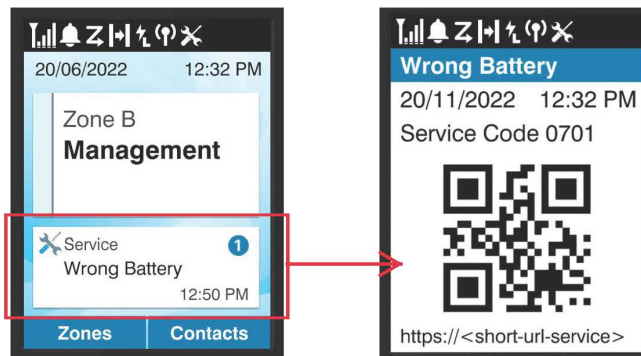 20/06/2022 12:32 PM
Zone B
Management
Service 1
Wrong Battery
12:50 PM
Zones Contacts
Wrong Battery
20/11/2022 12:32 PM
Service Code 0701
https://<short-url-service>